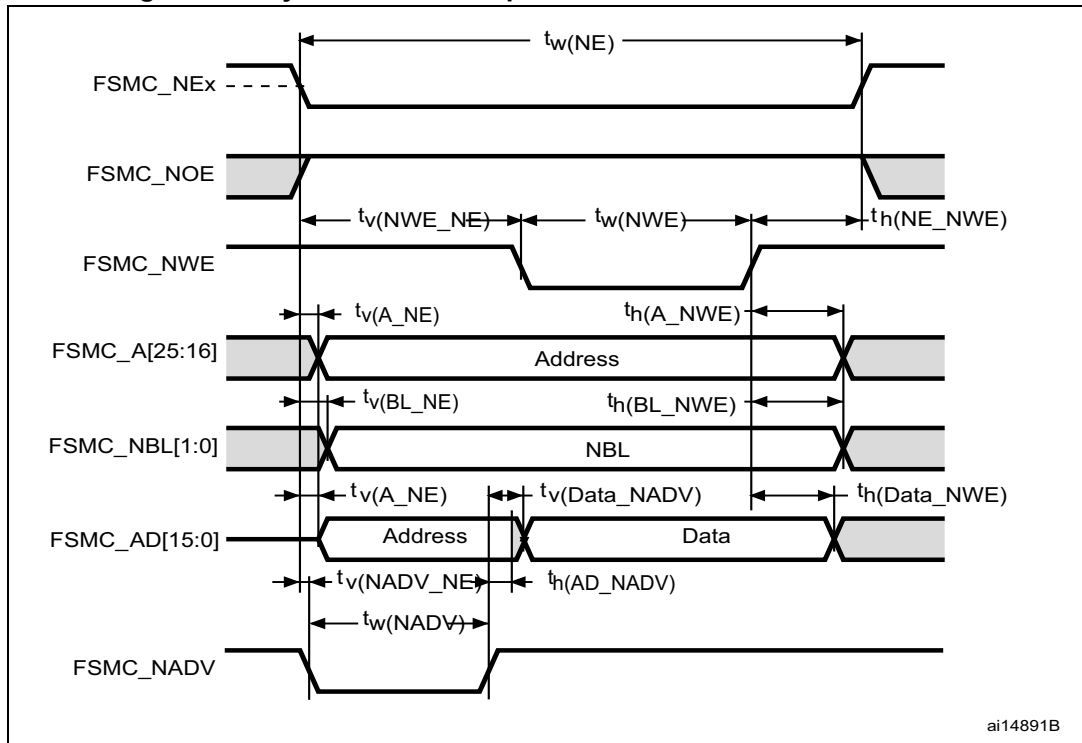 tw(NE)
FSMC_NEx
FSMC_NOE
tv(NWE_NE)
tw(NWE)
th(NE_NWE)
FSMC_NWE
tv(A_NE)
th(A_NWE)
FSMC_A[25:16]
Address
tv(BL_NE)
th(BL_NWE)
FSMC_NBL[1:0]
NBL
tv(A_NE)
tv(Data_NADV)
th(Data_NWE)
FSMC_AD[15:0]
Address
Data
tv(NADV_NE)
th(AD_NADV)
tw(NADV)
FSMC_NADV
ai14891B